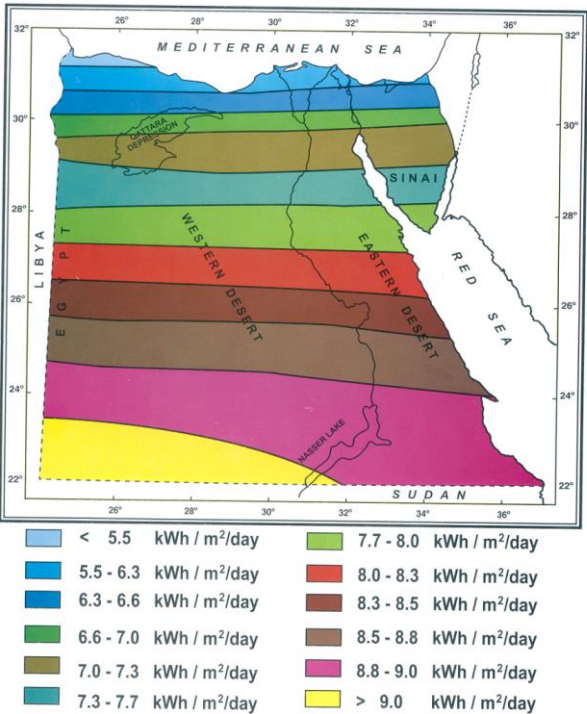 26° 28° 30° 32° 34° 36°
32° 32°
MEDITERRANEAN SEA
30° 30°
QATTARA
DEPRESSION
SINAI
28° 28°
LIBYA
EGYPT
WESTERN DESERT
EASTERN DESERT
RED SEA
26° 26°
24° 24°
NASSER LAKE
22° 22°
SUDAN
26° 28° 30° 32° 34° 36°
< 5.5 kWh / m²/day
5.5 - 6.3 kWh / m²/day
6.3 - 6.6 kWh / m²/day
6.6 - 7.0 kWh / m²/day
7.0 - 7.3 kWh / m²/day
7.3 - 7.7 kWh / m²/day
7.7 - 8.0 kWh / m²/day
8.0 - 8.3 kWh / m²/day
8.3 - 8.5 kWh / m²/day
8.5 - 8.8 kWh / m²/day
8.8 - 9.0 kWh / m²/day
> 9.0 kWh / m²/day